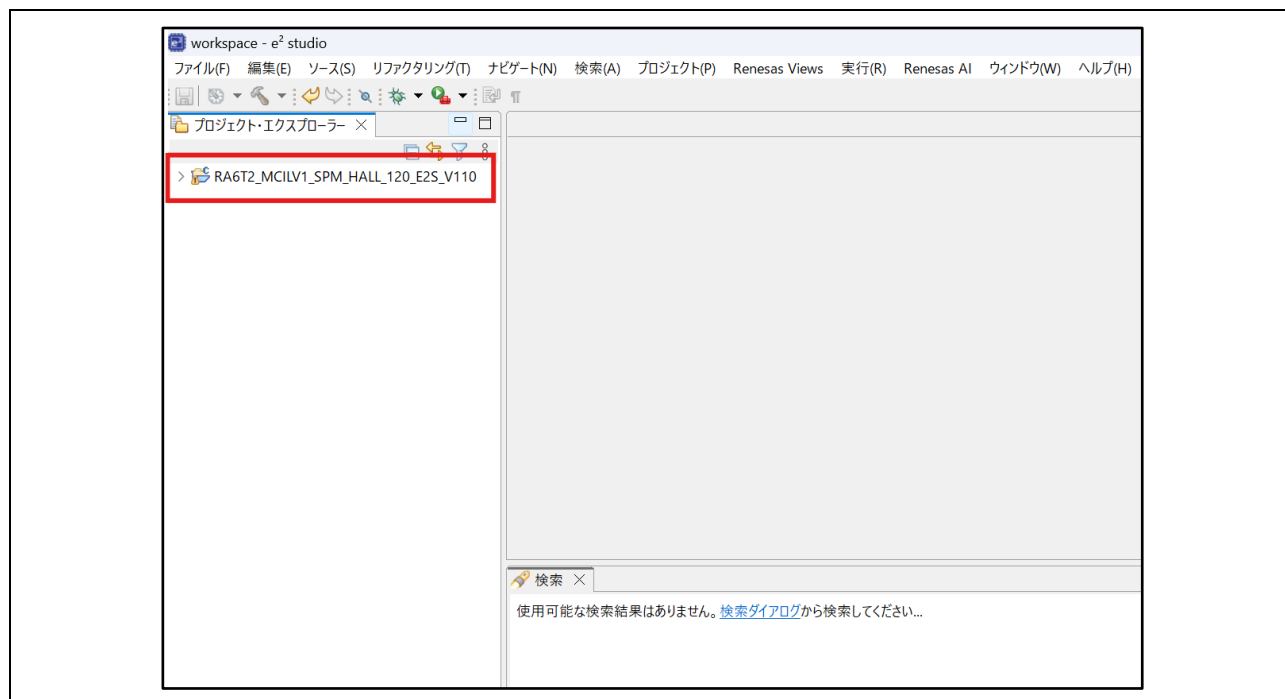 workspace - e² studio
ファイル(F) 編集(E) ソース(S) リファクタリング(T) ナビゲート(N) 検索(A) プロジェクト(P) Renesas Views 実行(R) Renesas AI ウィンドウ(W) ヘルプ(H)
プロジェクト・エクスプローラー
RA6T2_MCILV1_SPM_HALL_120_E2S_V110
検索
使用可能な検索結果はありません。検索ダイアログから検索してください...